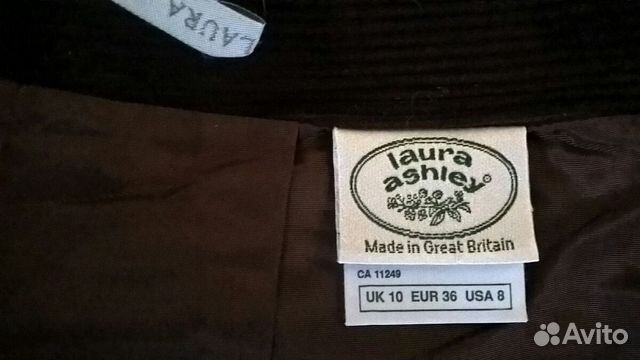 LAURA
laura
ashley®
Made in Great Britain
CA 11249
UK 10 EUR 36 USA 8
Avito